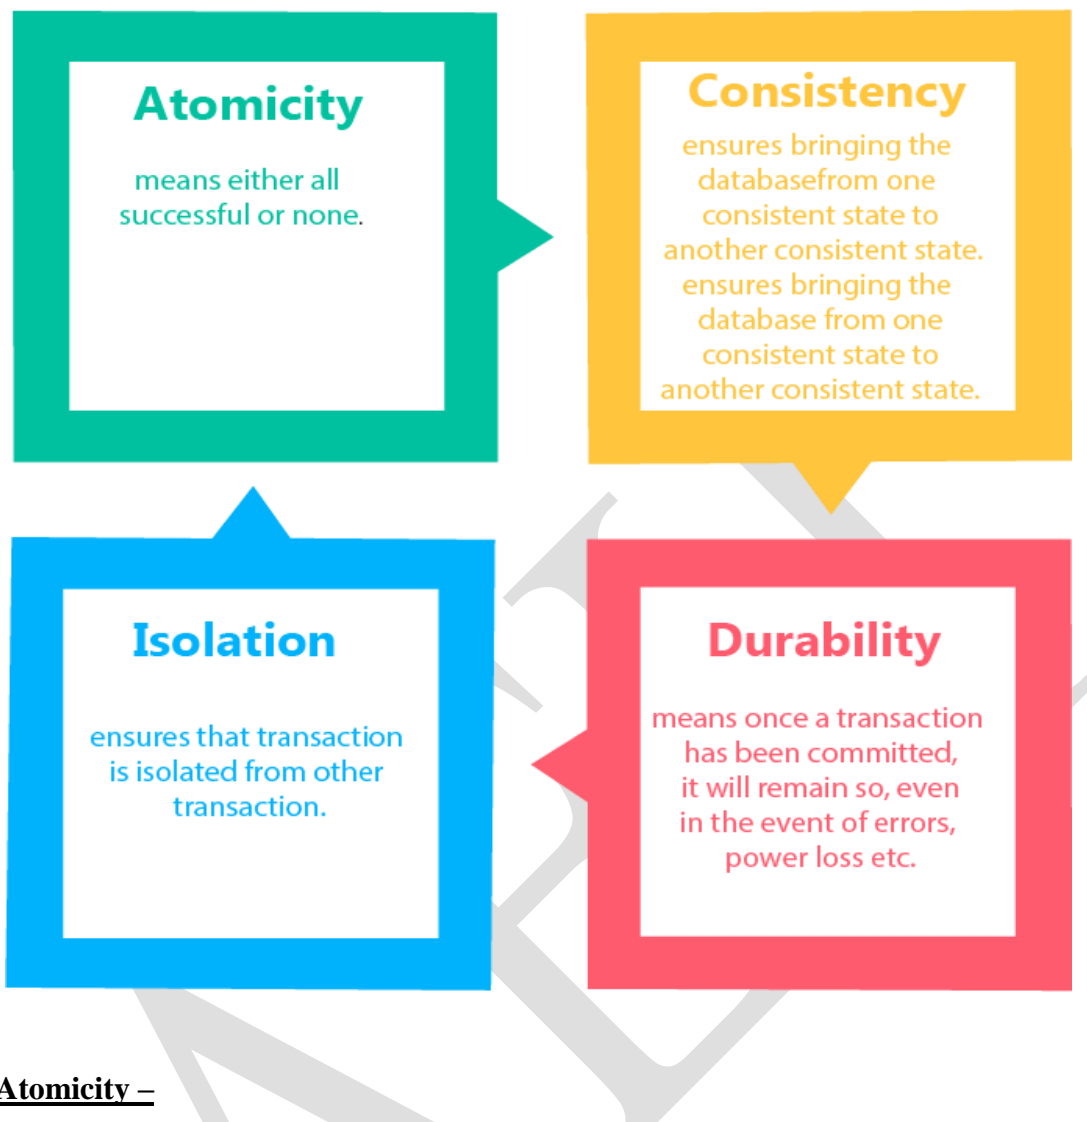 Atomicity
means either all
successful or none.
Consistency
ensures bringing the
databasefrom one
consistent state to
another consistent state.
ensures bringing the
database from one
consistent state to
another consistent state.
Isolation
ensures that transaction
is isolated from other
transaction.
Durability
means once a transaction
has been committed,
it will remain so, even
in the event of errors,
power loss etc.
Atomicity –